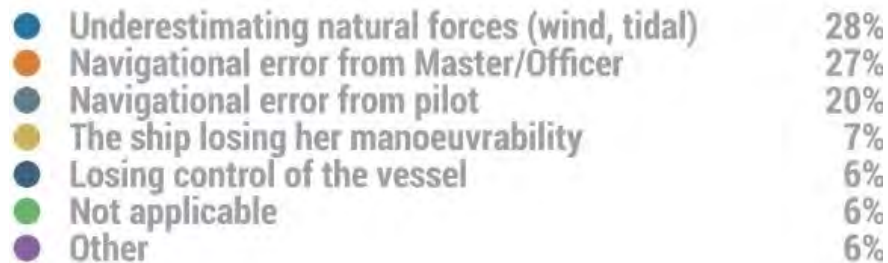 Underestimating natural forces (wind, tidal) 28%
Navigational error from Master/Officer 27%
Navigational error from pilot 20%
The ship losing her manoeuvrability 7%
Losing control of the vessel 6%
Not applicable 6%
Other 6%